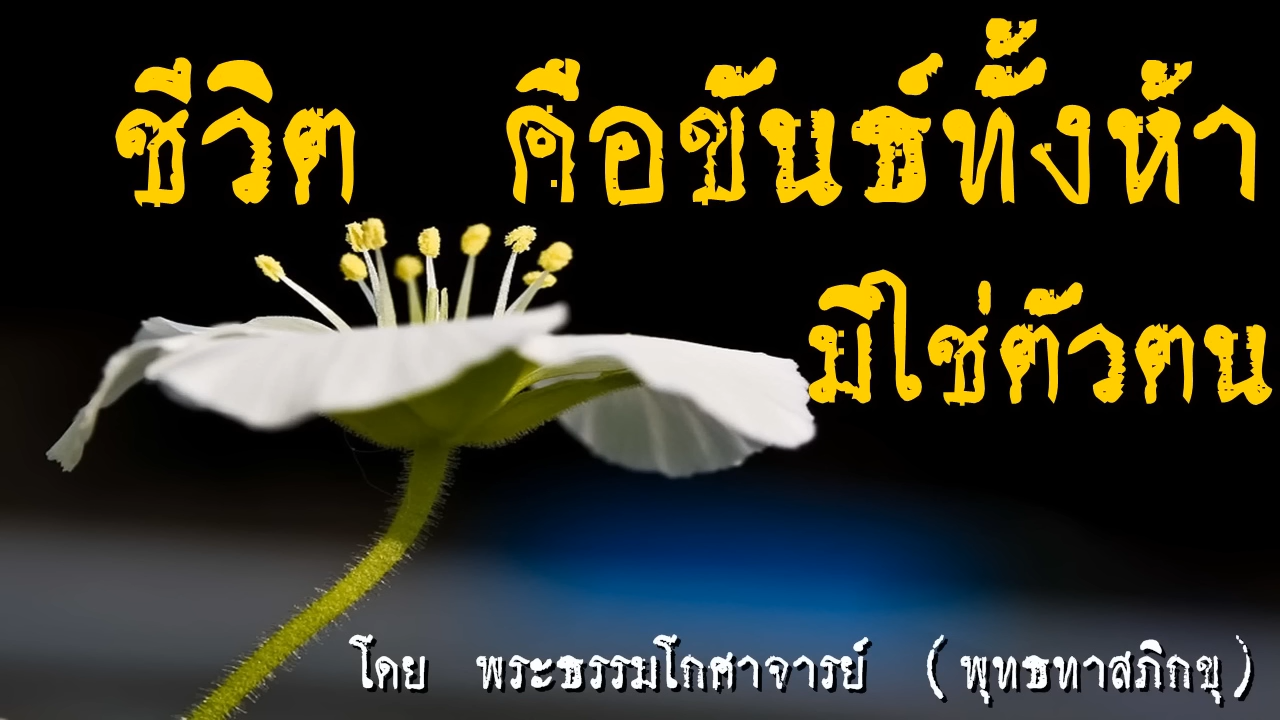 ชีวิต คือขันธ์ทั้งห้า
มิใช่ตัวตน
โดย พระธรรมโกศาจารย์ ( พุทธทาสภิกขุ )